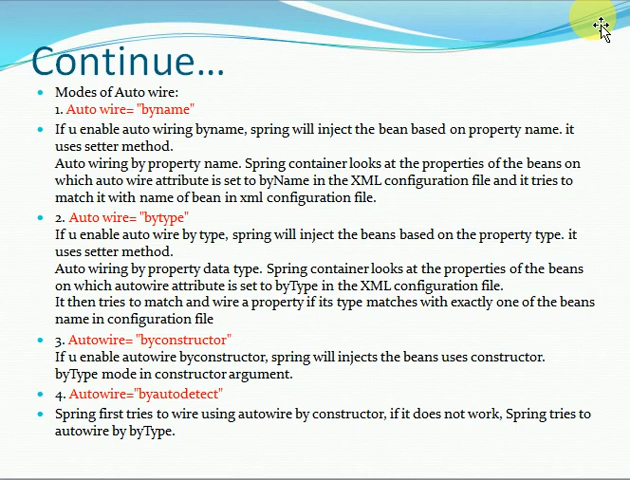 Continue...
Modes of Auto wire:
1. Auto wire= "byname"
If u enable auto wiring byname, spring will inject the bean based on property name. it
uses setter method.
Auto wiring by property name. Spring container looks at the properties of the beans on
which auto wire attribute is set to byName in the XML configuration file and it tries to
match it with name of bean in xml configuration file.
2. Auto wire= "bytype"
If u enable auto wire by type, spring will inject the beans based on the property type. it
uses setter method.
Auto wiring by property data type. Spring container looks at the properties of the beans
on which autowire attribute is set to byType in the XML configuration file.
It then tries to match and wire a property if its type matches with exactly one of the beans
name in configuration file
3. Autowire= "byconstructor"
If u enable autowire byconstructor, spring will injects the beans uses constructor.
byType mode in constructor argument.
4. Autowire="byautodetect"
Spring first tries to wire using autowire by constructor, if it does not work, Spring tries to
autowire by byType.